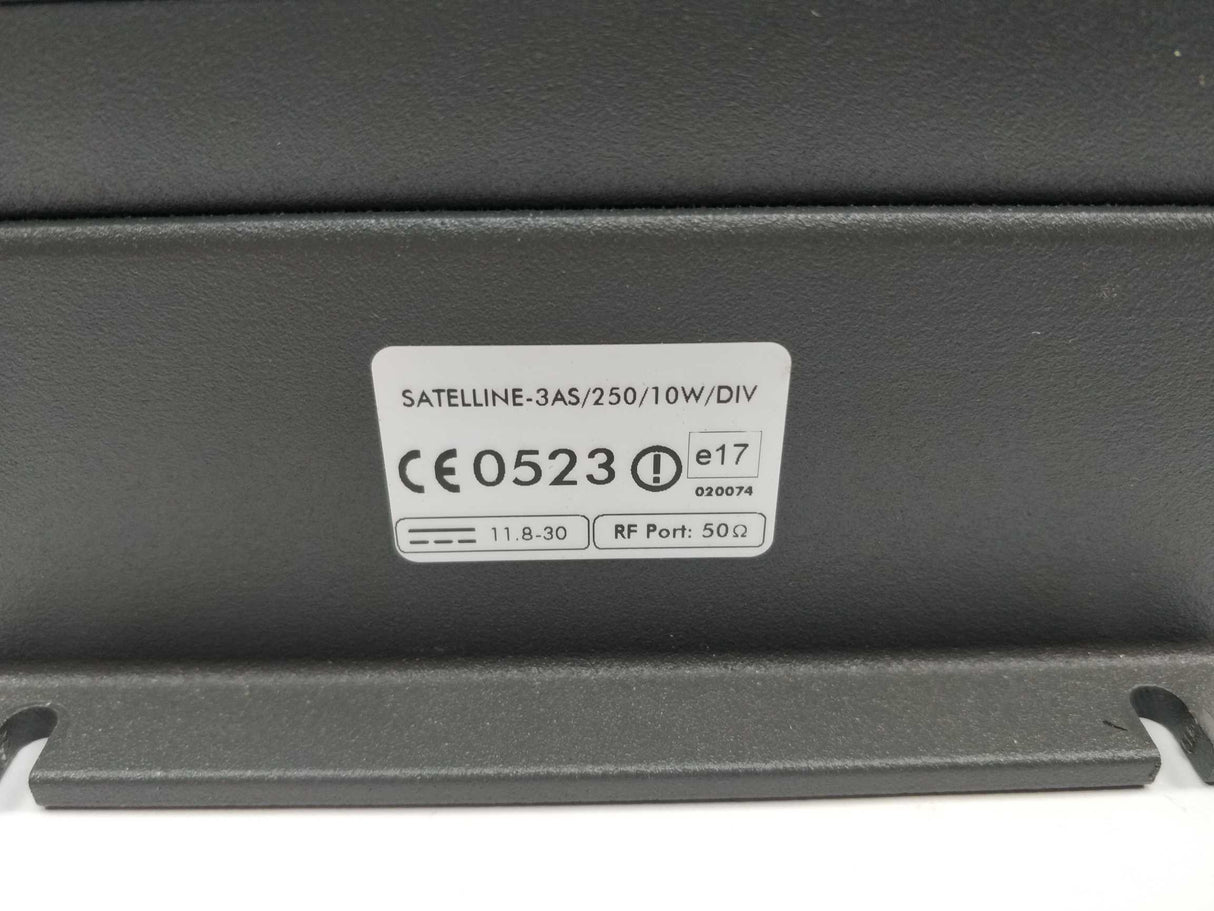 SATELLINE-3AS/250/10W/DIV
CE 0523 ! e17
020074
11.8-30 RF Port: 50Ω